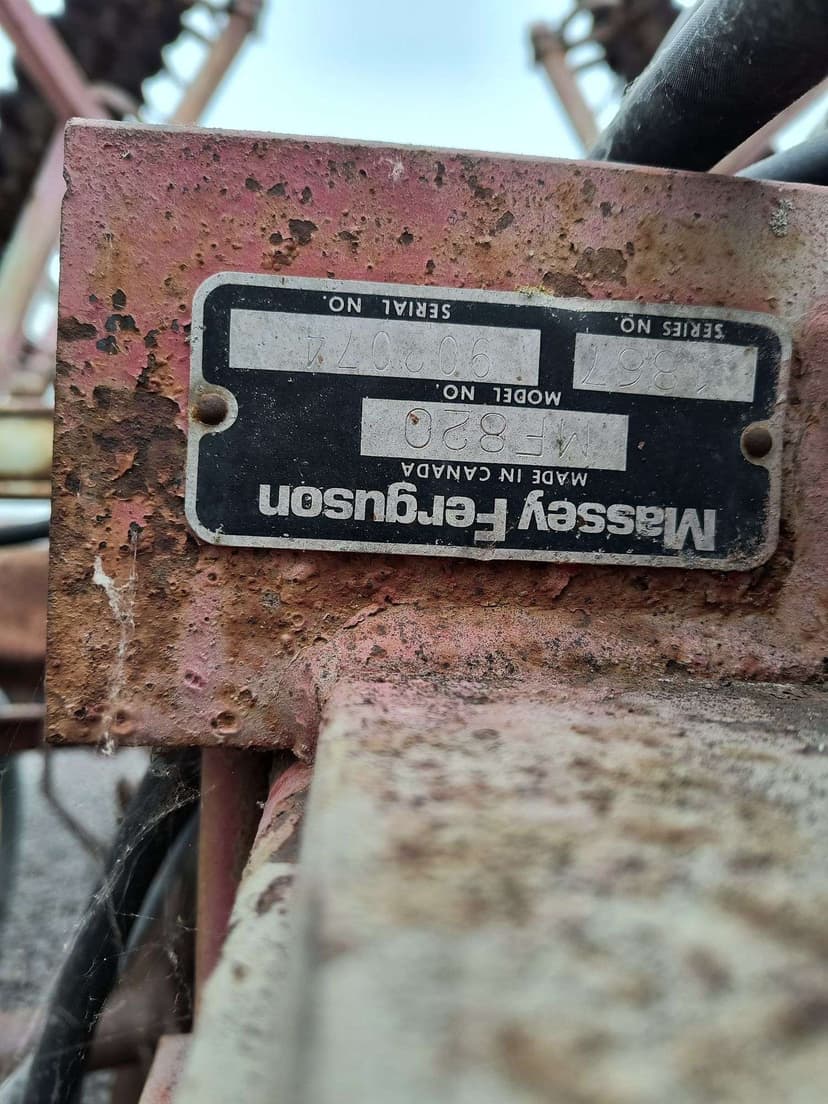 Massey Ferguson
MADE IN CANADA
MF820
MODEL NO.
1367 902074
SERIES NO. SERIAL NO.